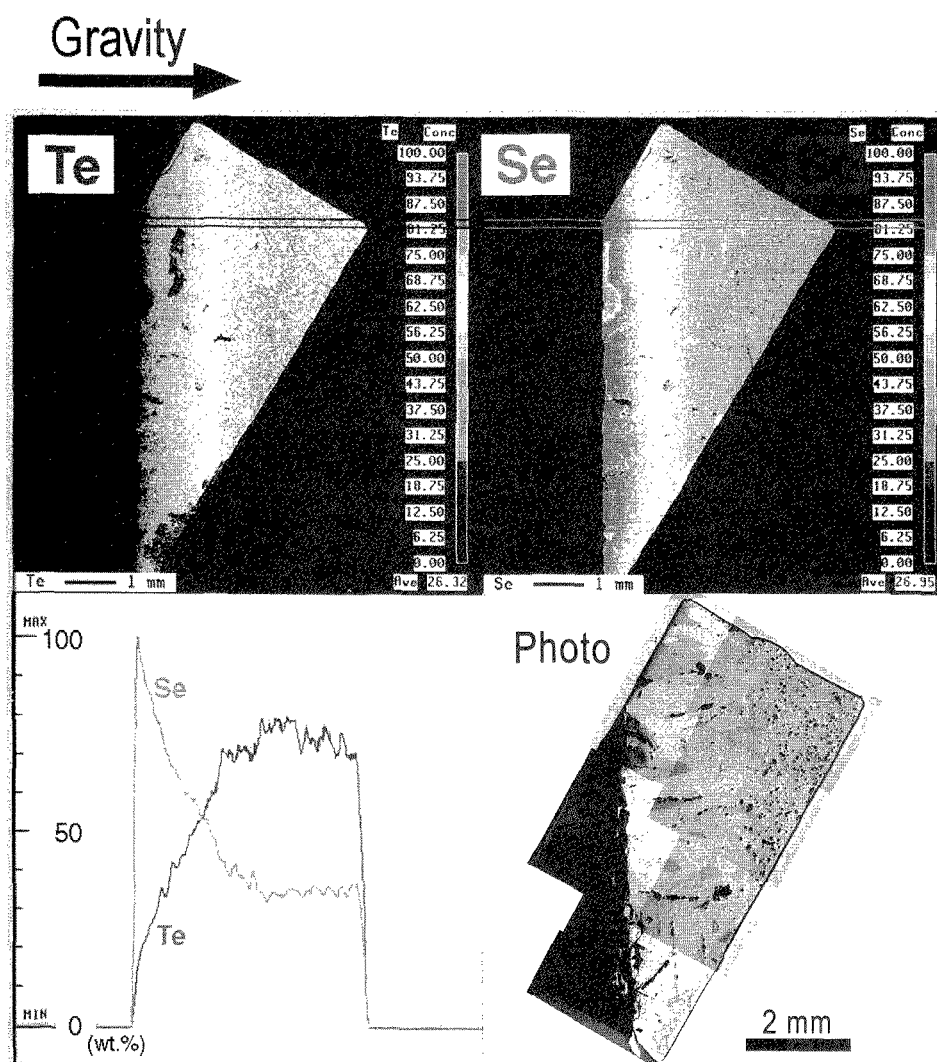 Gravity
Te
Te Conc
100.00
93.75
87.50
81.25
75.00
68.75
62.50
56.25
50.00
43.75
37.50
31.25
25.00
18.75
12.50
6.25
0.00
Te 1 mm
Ave 26.32
Se
Se Conc
100.00
93.75
87.50
81.25
75.00
68.75
62.50
56.25
50.00
43.75
37.50
31.25
25.00
18.75
12.50
6.25
0.00
Se 1 mm
Ave 26.95
MAX 100
Se
50
Te
MIN 0
(wt.%)
Photo
2 mm